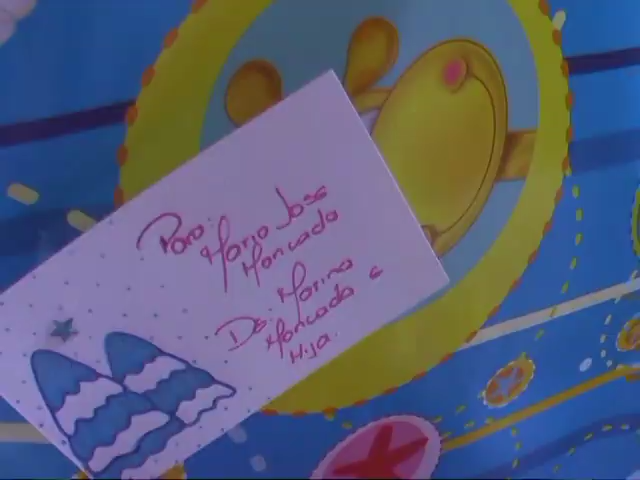 Para:
Maria Jose
Moncada
De: Marina
Moncada e
Hija.